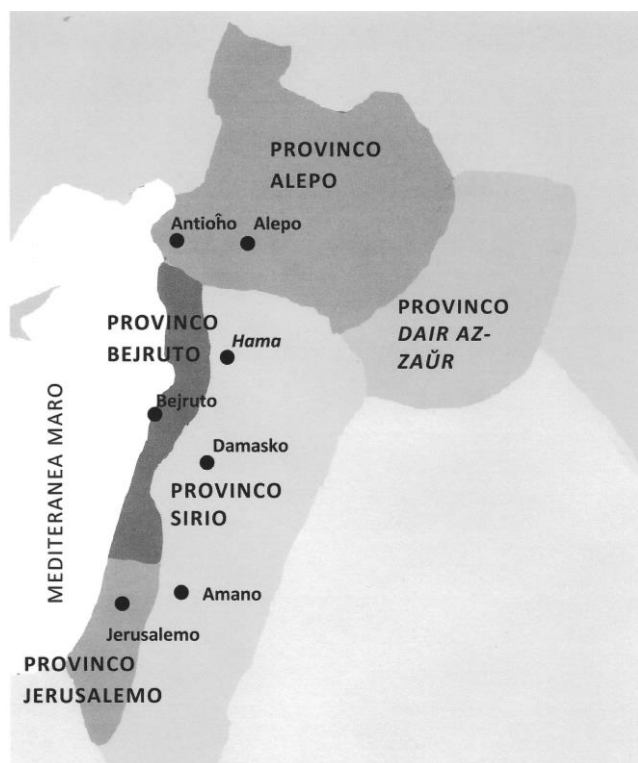 PROVINCO
ALEPO
Antioĥo
Alepo
PROVINCO
DAIR AZ-
ZAŬR
PROVINCO
BEJRUTO
Hama
Bejruto
MEDITERANEA MARO
Damasko
PROVINCO
SIRIO
Amano
Jerusalemo
PROVINCO
JERUSALEMO